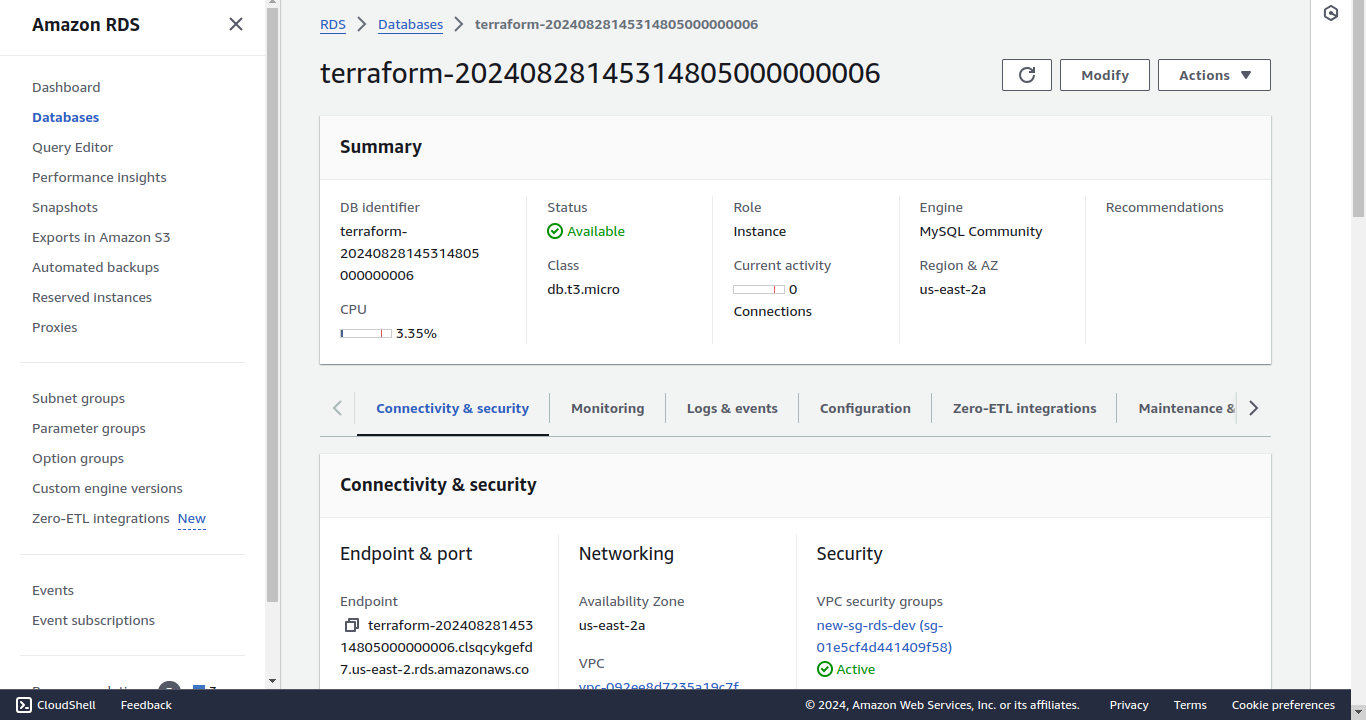 Amazon RDS
Dashboard
Databases
Query Editor
Performance insights
Snapshots
Exports in Amazon S3
Automated backups
Reserved instances
Proxies
Subnet groups
Parameter groups
Option groups
Custom engine versions
Zero-ETL integrations New
Events
Event subscriptions
RDS > Databases > terraform-20240828145314805000000006
terraform-20240828145314805000000006
Modify
Actions
Summary
DB identifier
terraform-
20240828145314805
000000006
CPU
3.35%
Status
Available
Class
db.t3.micro
Role
Instance
Current activity
0
Connections
Engine
MySQL Community
Region & AZ
us-east-2a
Recommendations
Connectivity & security
Monitoring
Logs & events
Configuration
Zero-ETL integrations
Maintenance &
Connectivity & security
Endpoint & port
Endpoint
terraform-202408281453
14805000000006.clsqcykgefd
7.us-east-2.rds.amazonaws.co
Networking
Availability Zone
us-east-2a
VPC
vpc-092ee8d7235a19c7f
Security
VPC security groups
new-sg-rds-dev (sg-
01e5cf4d441409f58)
Active
CloudShell
Feedback
© 2024, Amazon Web Services, Inc. or its affiliates.
Privacy
Terms
Cookie preferences